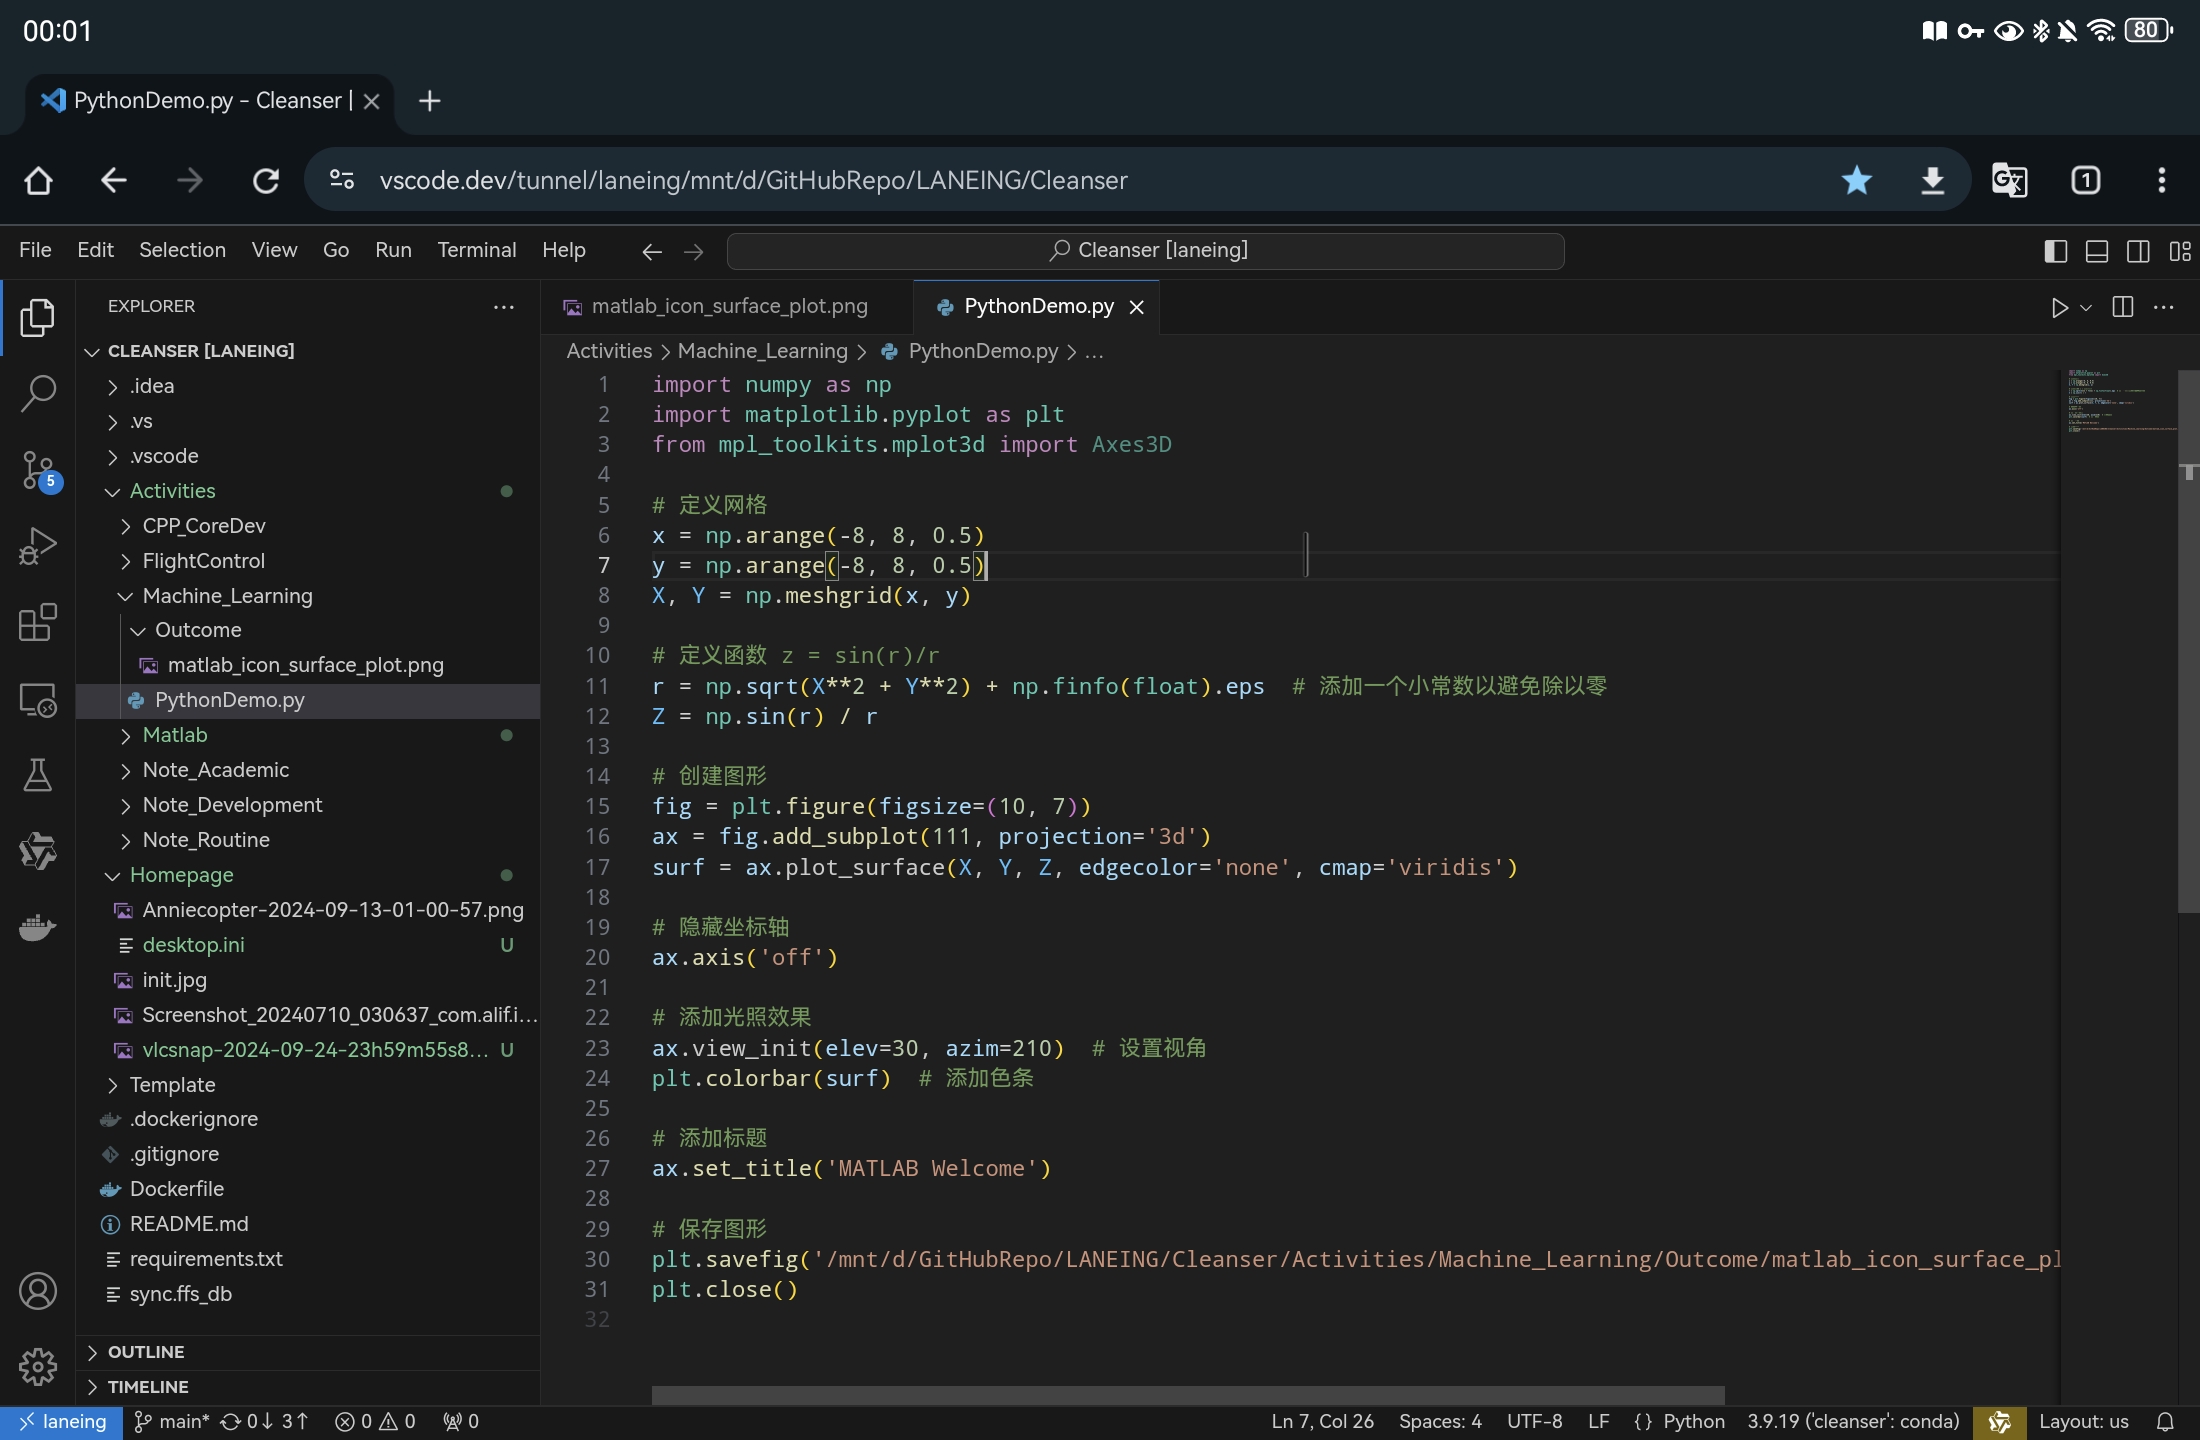 00:01
80
PythonDemo.py - Cleanser |
vscode.dev/tunnel/laneing/mnt/d/GitHubRepo/LANEING/Cleanser
1
File Edit Selection View Go Run Terminal Help
Cleanser [laneing]
EXPLORER
CLEANSER [LANEING]
.idea
.vs
.vscode
5
Activities
CPP_CoreDev
FlightControl
Machine_Learning
Outcome
matlab_icon_surface_plot.png
PythonDemo.py
Matlab
Note_Academic
Note_Development
Note_Routine
Homepage
Anniecopter-2024-09-13-01-00-57.png
desktop.ini U
init.jpg
Screenshot_20240710_030637_com.alif.i...
vlcsnap-2024-09-24-23h59m55s8... U
Template
.dockerignore
.gitignore
Dockerfile
README.md
requirements.txt
sync.ffs_db
OUTLINE
TIMELINE
matlab_icon_surface_plot.png PythonDemo.py
Activities > Machine_Learning > PythonDemo.py > ...
1 import numpy as np
2 import matplotlib.pyplot as plt
3 from mpl_toolkits.mplot3d import Axes3D
4
5 # 定义网格
6 x = np.arange(-8, 8, 0.5)
7 y = np.arange(-8, 8, 0.5)
8 X, Y = np.meshgrid(x, y)
9
10 # 定义函数 z = sin(r)/r
11 r = np.sqrt(X**2 + Y**2) + np.finfo(float).eps # 添加一个小常数以避免除以零
12 Z = np.sin(r) / r
13
14 # 创建图形
15 fig = plt.figure(figsize=(10, 7))
16 ax = fig.add_subplot(111, projection='3d')
17 surf = ax.plot_surface(X, Y, Z, edgecolor='none', cmap='viridis')
18
19 # 隐藏坐标轴
20 ax.axis('off')
21
22 # 添加光照效果
23 ax.view_init(elev=30, azim=210) # 设置视角
24 plt.colorbar(surf) # 添加色条
25
26 # 添加标题
27 ax.set_title('MATLAB Welcome')
28
29 # 保存图形
30 plt.savefig('/mnt/d/GitHubRepo/LANEING/Cleanser/Activities/Machine_Learning/Outcome/matlab_icon_surface_pl
31 plt.close()
32
laneing main* 0↓ 3↑ 0 0 0 Ln 7, Col 26 Spaces: 4 UTF-8 LF {} Python 3.9.19 ('cleanser': conda) Layout: us